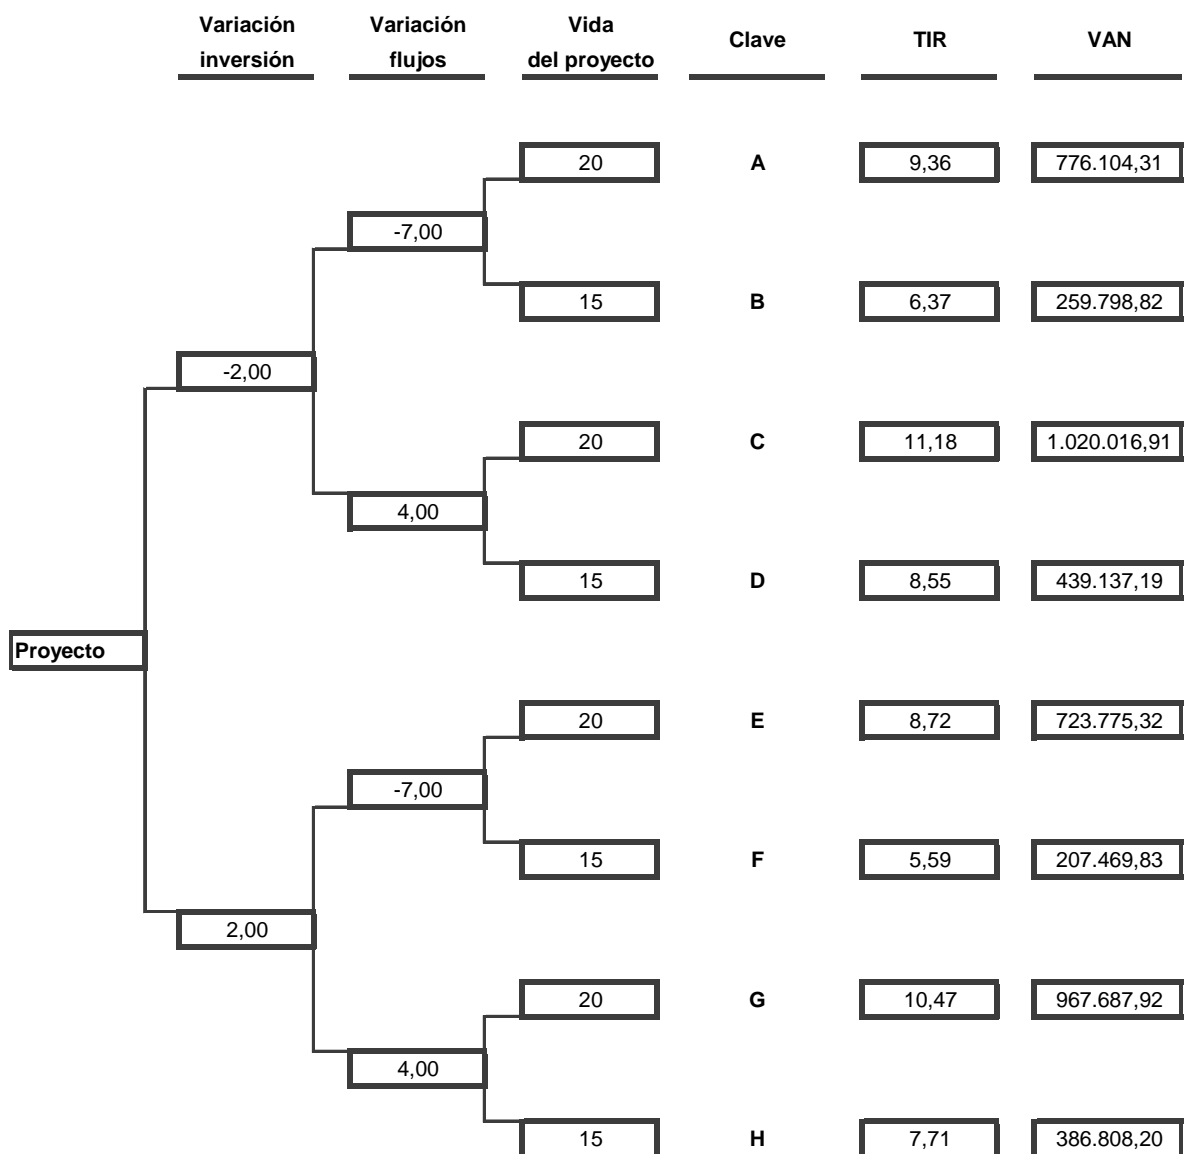 Variación inversión
Variación flujos
Vida del proyecto
Clave
TIR
VAN
20 A 9,36 776.104,31
-7,00
15 B 6,37 259.798,82
-2,00
20 C 11,18 1.020.016,91
4,00
15 D 8,55 439.137,19
Proyecto
20 E 8,72 723.775,32
-7,00
15 F 5,59 207.469,83
2,00
20 G 10,47 967.687,92
4,00
15 H 7,71 386.808,20